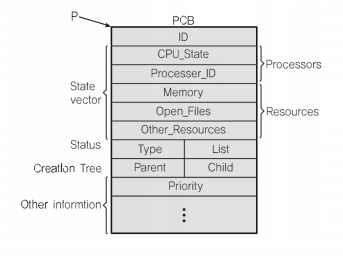 P
PCB
ID
CPU_State
Processer_ID
Processors
State
vector
Memory
Open_Files
Other_Resources
Resources
Status
Type
List
Creation Tree
Parent
Child
Other informtion
Priority